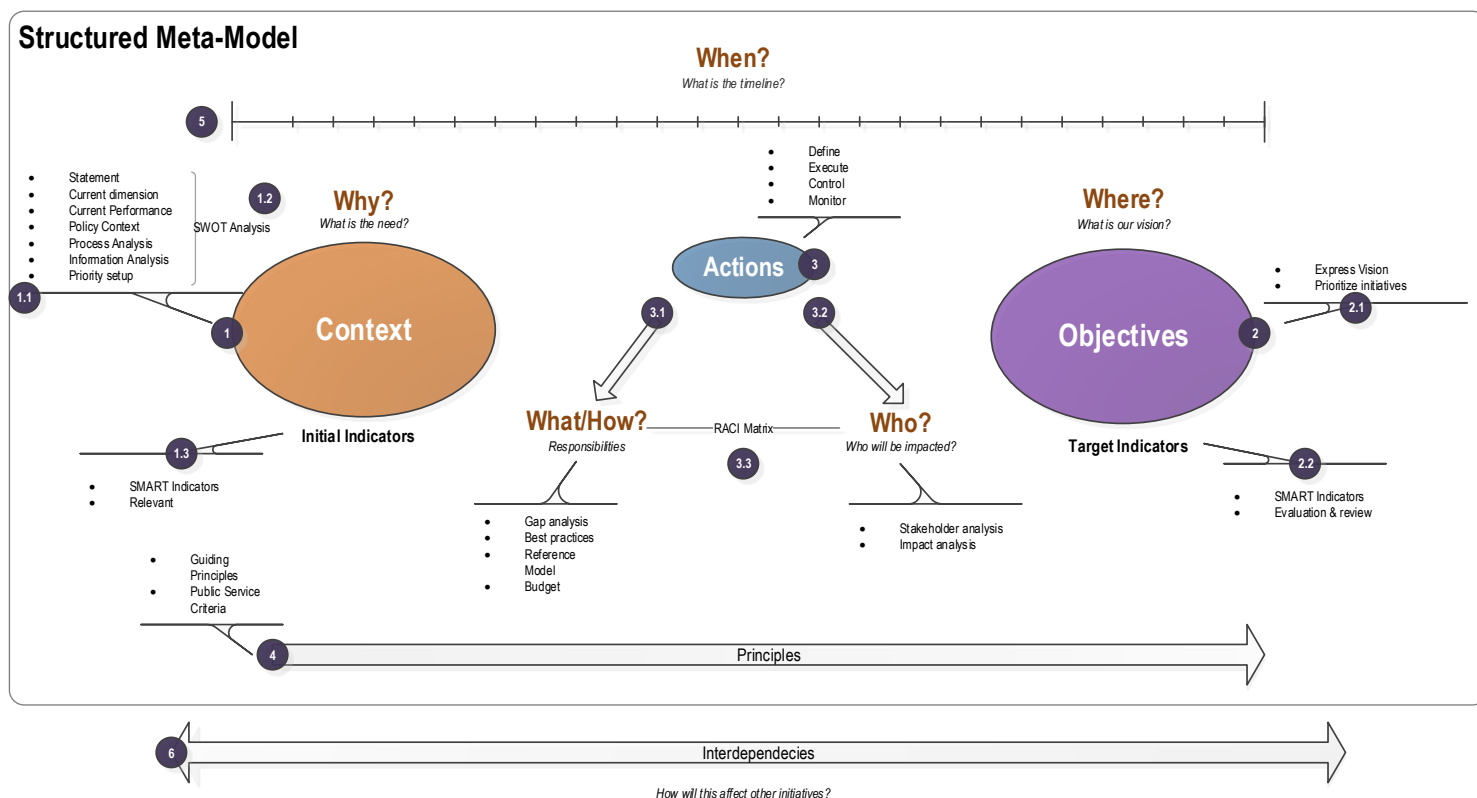 Structured Meta-Model
When?
What is the timeline?
5
• Statement
• Current dimension
• Current Performance
• Policy Context
• Process Analysis
• Information Analysis
• Priority setup
1.2
SWOT Analysis
1.1
Why?
What is the need?
1
Context
Initial Indicators
1.3
• SMART Indicators
• Relevant
• Define
• Execute
• Control
• Monitor
Actions
3
3.1
3.2
What/How?
Responsibilities
RACI Matrix
3.3
Who?
Who will be impacted?
• Gap analysis
• Best practices
• Reference
Model
• Budget
• Stakeholder analysis
• Impact analysis
Where?
What is our vision?
Objectives
2
• Express Vision
• Prioritize initiatives
2.1
Target Indicators
2.2
• SMART Indicators
• Evaluation & review
• Guiding
Principles
• Public Service
Criteria
4
Principles
6
Interdependecies
How will this affect other initiatives?